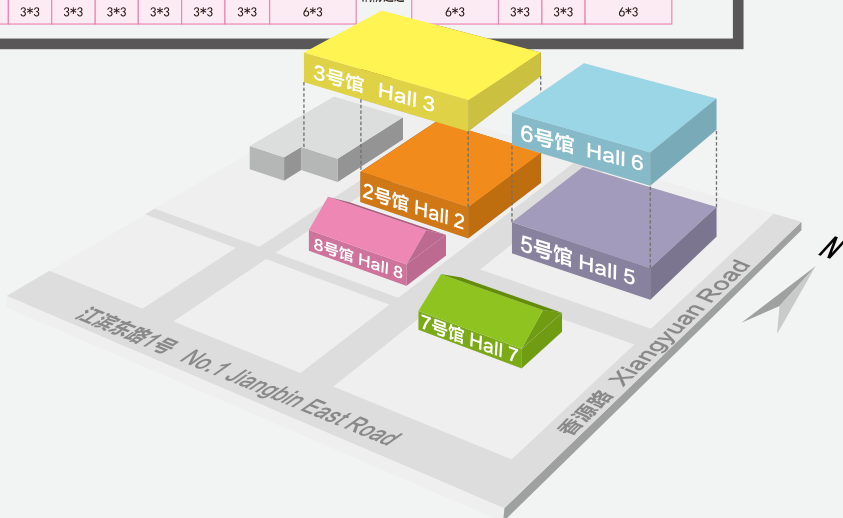 3*3 3*3 3*3 3*3 3*3 3*3 6*3 6*3 3*3 3*3 6*3
3号馆 Hall 3
6号馆 Hall 6
2号馆 Hall 2
5号馆 Hall 5
8号馆 Hall 8
7号馆 Hall 7
N
江滨东路1号 No.1 Jiangbin East Road
香源路 Xiangyuan Road